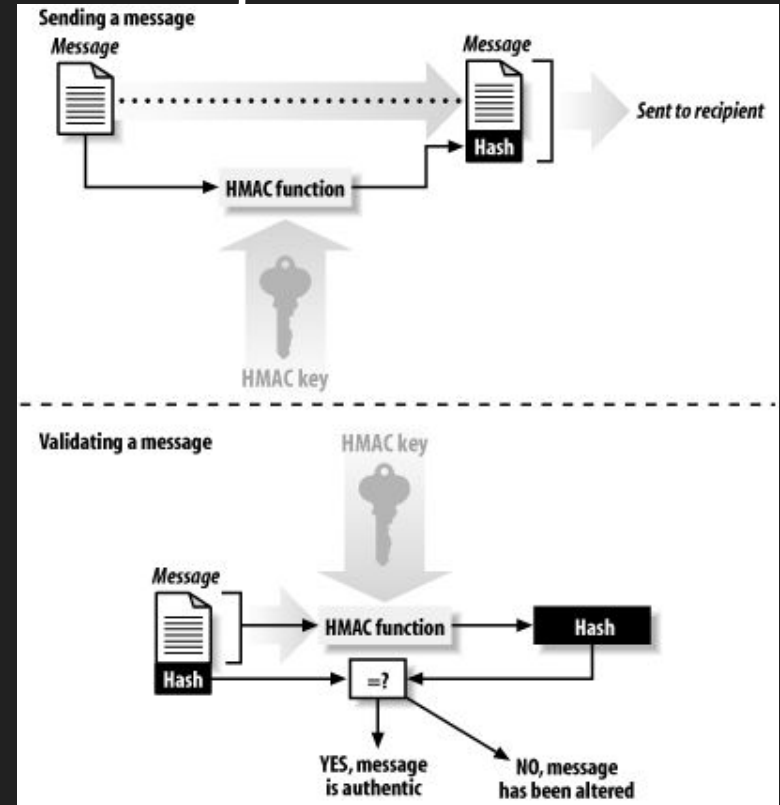 Sending a message
Message
Message
Hash
Sent to recipient
HMAC function
HMAC key
Validating a message
HMAC key
Message
HMAC function
Hash
Hash
=?
YES, message
is authentic
NO, message
has been altered